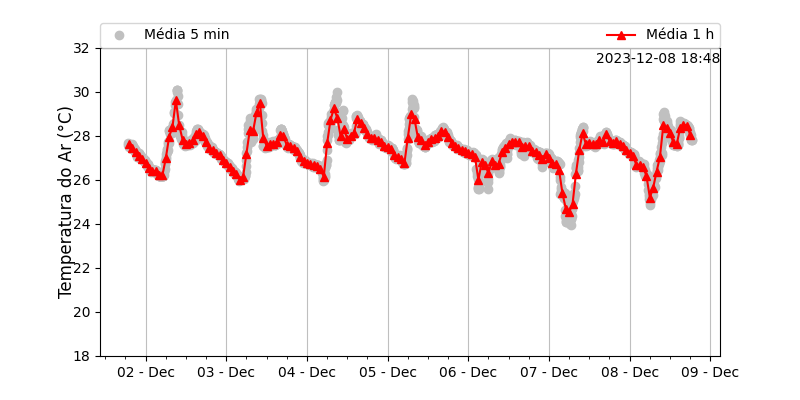 Média 5 min
Média 1 h
2023-12-08 18:48
Temperatura do Ar (°C)
32
30
28
26
24
22
20
18
02 - Dec
03 - Dec
04 - Dec
05 - Dec
06 - Dec
07 - Dec
08 - Dec
09 - Dec